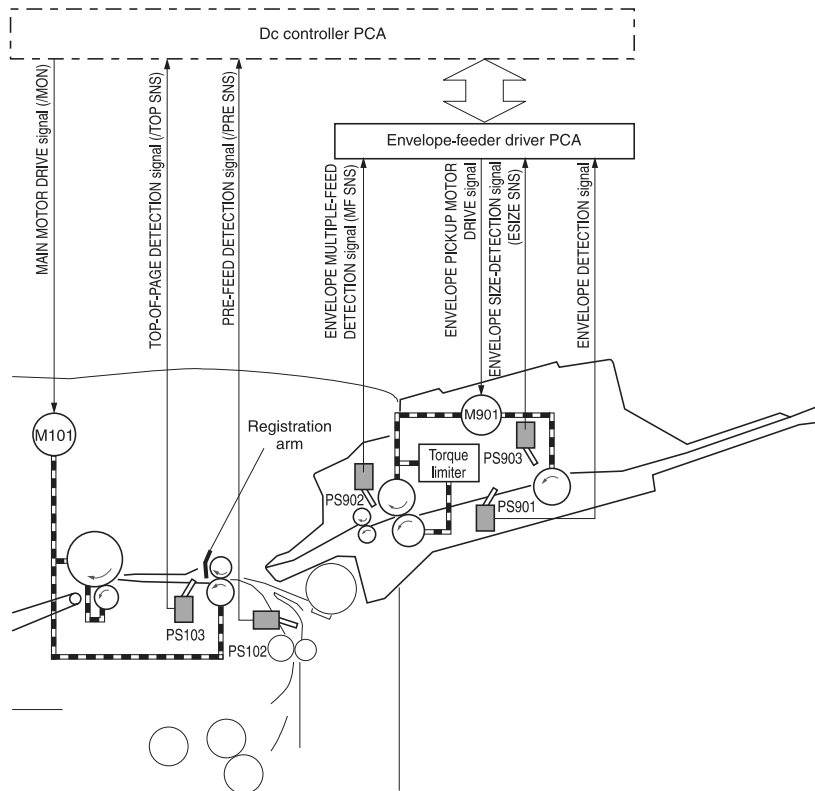 Dc controller PCA
Envelope-feeder driver PCA
MAIN MOTOR DRIVE signal (/MON)
TOP-OF-PAGE DETECTION signal (/TOP SNS)
PRE-FEED DETECTION signal (/PRE SNS)
ENVELOPE MULTIPLE-FEED
DETECTION signal (MF SNS)
ENVELOPE PICKUP MOTOR
DRIVE signal
ENVELOPE SIZE-DETECTION signal
(ESIZE SNS)
ENVELOPE DETECTION signal
M101
Registration
arm
M901
Torque
limiter
PS903
PS902
PS901
PS103
PS102